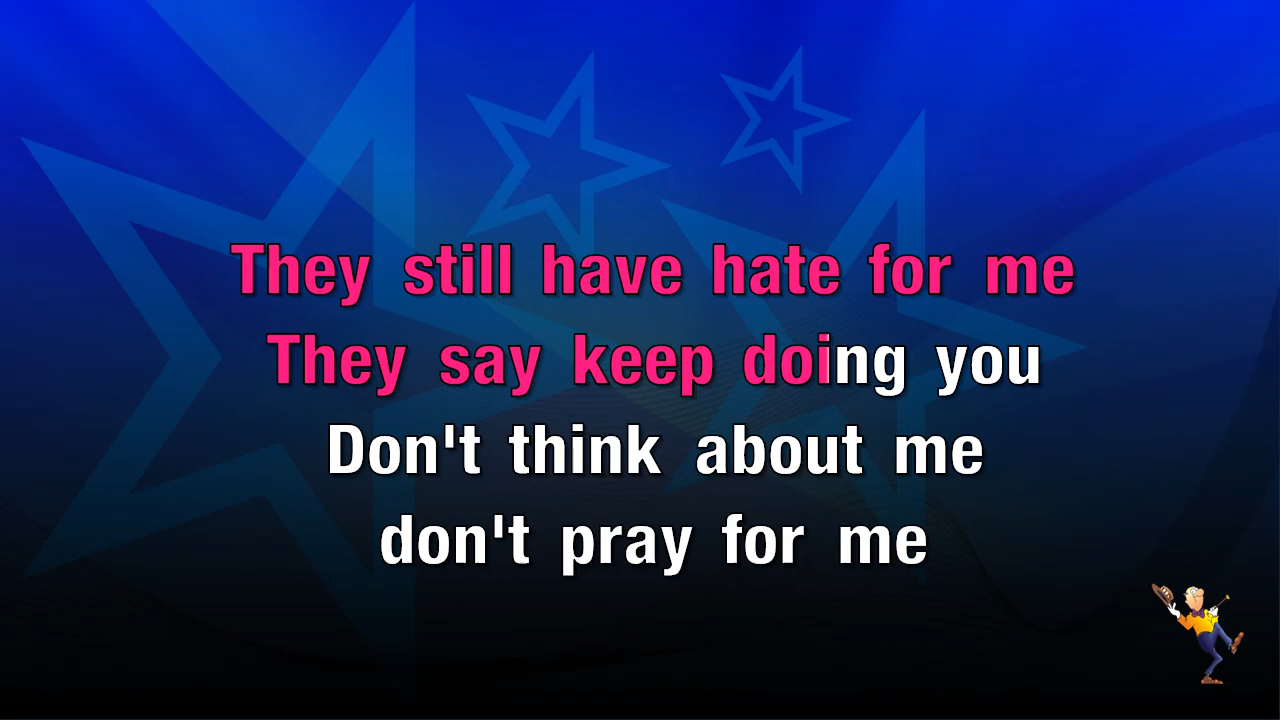 They still have hate for me
They say keep doing you
Don't think about me
don't pray for me